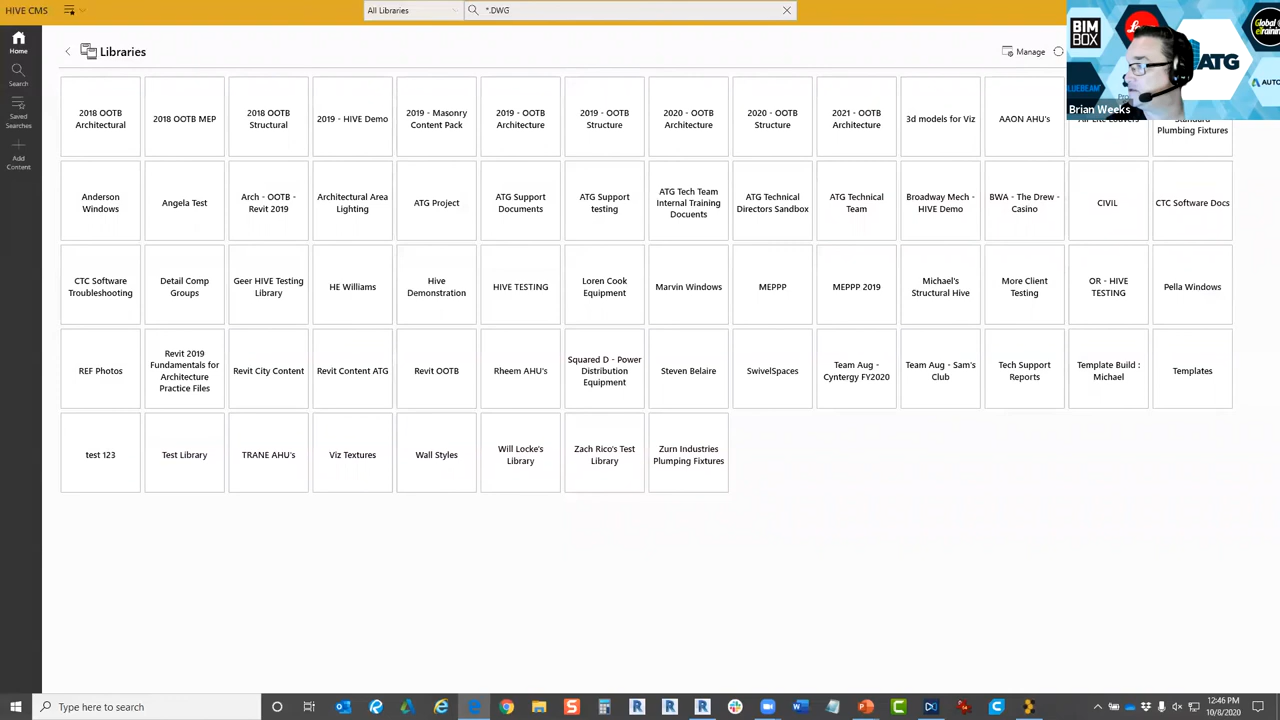 HIVE CMS
All Libraries
*.DWG
Home
Search
Saved
Searches
Add
Content
Libraries
Manage
BIM
BOX
Global
eTraining
ATG
BLUEBEAM
Brian Weeks
2018 OOTB
Architectural
2018 OOTB MEP
2018 OOTB
Structural
2019 - HIVE Demo
2019 - Masonry
Content Pack
2019 - OOTB
Architecture
2019 - OOTB
Structure
2020 - OOTB
Architecture
2020 - OOTB
Structure
2021 - OOTB
Architecture
3d models for Viz
AAON AHU's
Plumbing Fixtures
Anderson
Windows
Angela Test
Arch - OOTB -
Revit 2019
Architectural Area
Lighting
ATG Project
ATG Support
Documents
ATG Support
testing
ATG Tech Team
Internal Training
Docuents
ATG Technical
Directors Sandbox
ATG Technical
Team
Broadway Mech -
HIVE Demo
BWA - The Drew -
Casino
CIVIL
CTC Software Docs
CTC Software
Troubleshooting
Detail Comp
Groups
Geer HIVE Testing
Library
HE Williams
Hive
Demonstration
HIVE TESTING
Loren Cook
Equipment
Marvin Windows
MEPPP
MEPPP 2019
Michael's
Structural Hive
More Client
Testing
OR - HIVE
TESTING
Pella Windows
REF Photos
Revit 2019
Fundamentals for
Architecture
Practice Files
Revit City Content
Revit Content ATG
Revit OOTB
Rheem AHU's
Squared D - Power
Distribution
Equipment
Steven Belaire
SwivelSpaces
Team Aug -
Cyntergy FY2020
Team Aug - Sam's
Club
Tech Support
Reports
Template Build :
Michael
Templates
test 123
Test Library
TRANE AHU's
Viz Textures
Wall Styles
Will Locke's
Library
Zach Rico's Test
Library
Zurn Industries
Plumping Fixtures
Type here to search
12:46 PM
10/8/2020